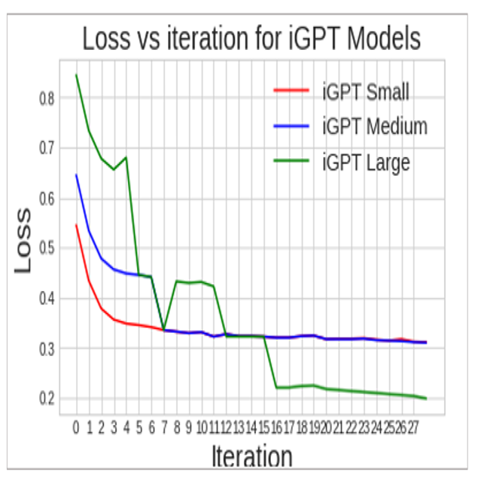 Loss vs iteration for iGPT Models
iGPT Small
iGPT Medium
iGPT Large
Loss
0.8
0.7
0.6
0.5
0.4
0.3
0.2
0 1 2 3 4 5 6 7 8 9 10 11 12 13 14 15 16 17 18 19 20 21 22 23 24 25 26 27
Iteration